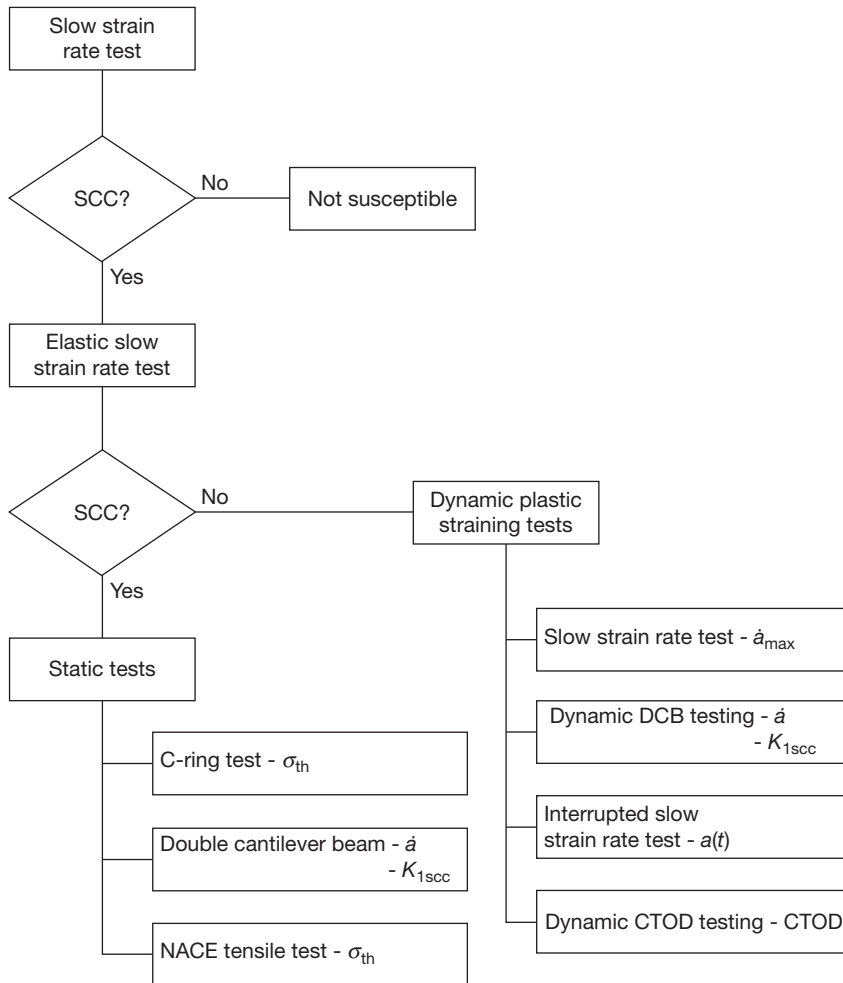 Slow strain
rate test
SCC?
No
Not susceptible
Yes
Elastic slow
strain rate test
SCC?
No
Dynamic plastic
straining tests
Yes
Slow strain rate test - ȧmax
Static tests
Dynamic DCB testing - ȧ
- K1scc
C-ring test - σth
Interrupted slow
strain rate test - a(t)
Double cantilever beam - ȧ
- K1scc
Dynamic CTOD testing - CTOD
NACE tensile test - σth